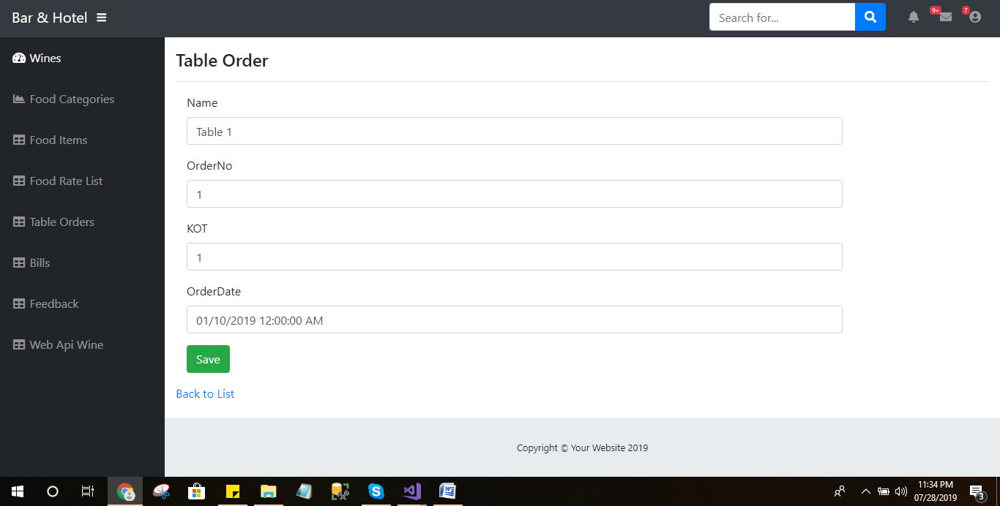 Bar & Hotel
Search for...
9+
7
Wines
Food Categories
Food Items
Food Rate List
Table Orders
Bills
Feedback
Web Api Wine
Table Order
Name
Table 1
OrderNo
1
KOT
1
OrderDate
01/10/2019 12:00:00 AM
Save
Back to List
Copyright © Your Website 2019
11:34 PM
07/28/2019
3